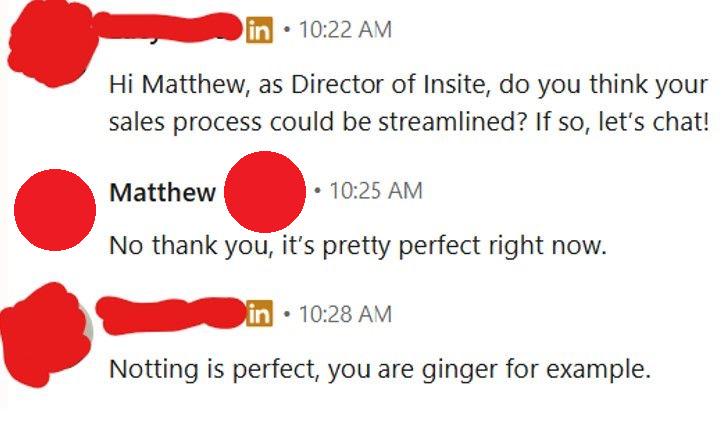 in • 10:22 AM
Hi Matthew, as Director of Insite, do you think your
sales process could be streamlined? If so, let's chat!
Matthew • 10:25 AM
No thank you, it's pretty perfect right now.
in • 10:28 AM
Notting is perfect, you are ginger for example.